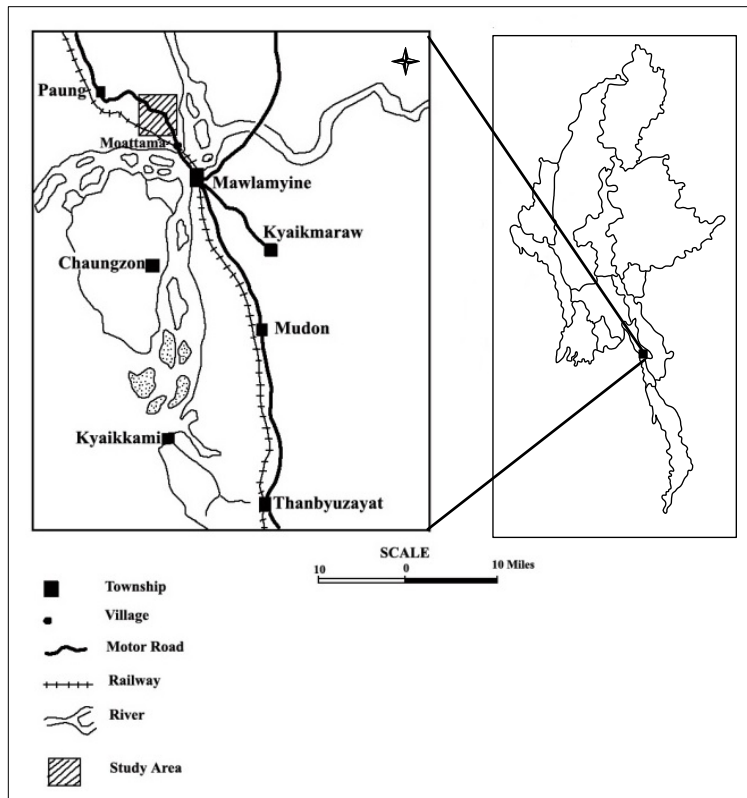 Paung
Moattama
Mawlamyine
Kyaikmaraw
Chaungzon
Mudon
Kyaikkami
Thanbyuzayat
SCALE
10 0 10 Miles
Township
Village
Motor Road
Railway
River
Study Area